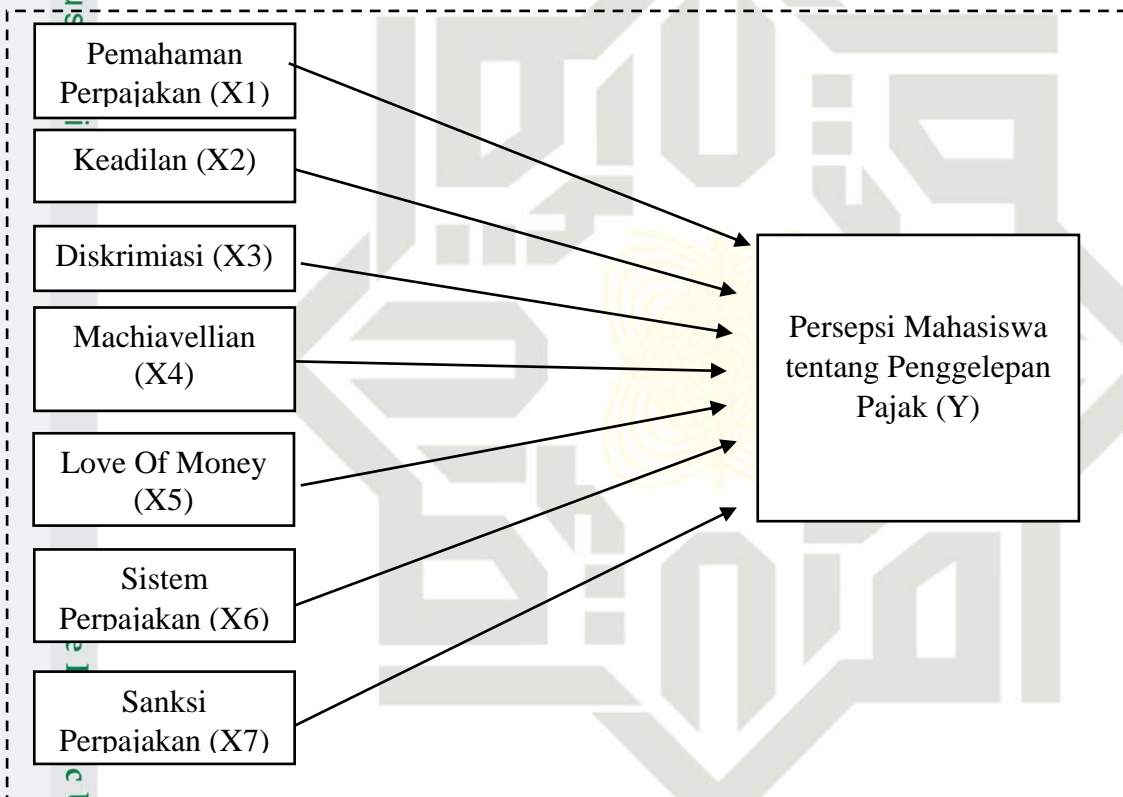 Pemahaman
Perpajakan (X1)
Keadilan (X2)
Diskrimiasi (X3)
Machiavellian
(X4)
Love Of Money
(X5)
Sistem
Perpajakan (X6)
Sanksi
Perpajakan (X7)
Persepsi Mahasiswa
tentang Penggelepan
Pajak (Y)